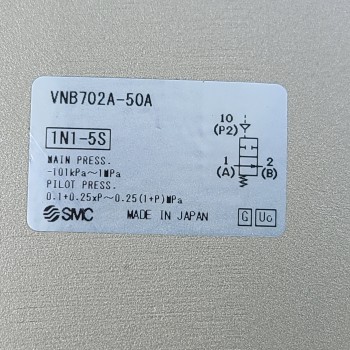 VNB702A-50A
1N1-5S
MAIN PRESS.
-101kPa~1MPa
PILOT PRESS.
0.1+0.25xP~0.25(1+P)MPa
SMC MADE IN JAPAN
10
(P2)
1 2
(A) (B)
G UG